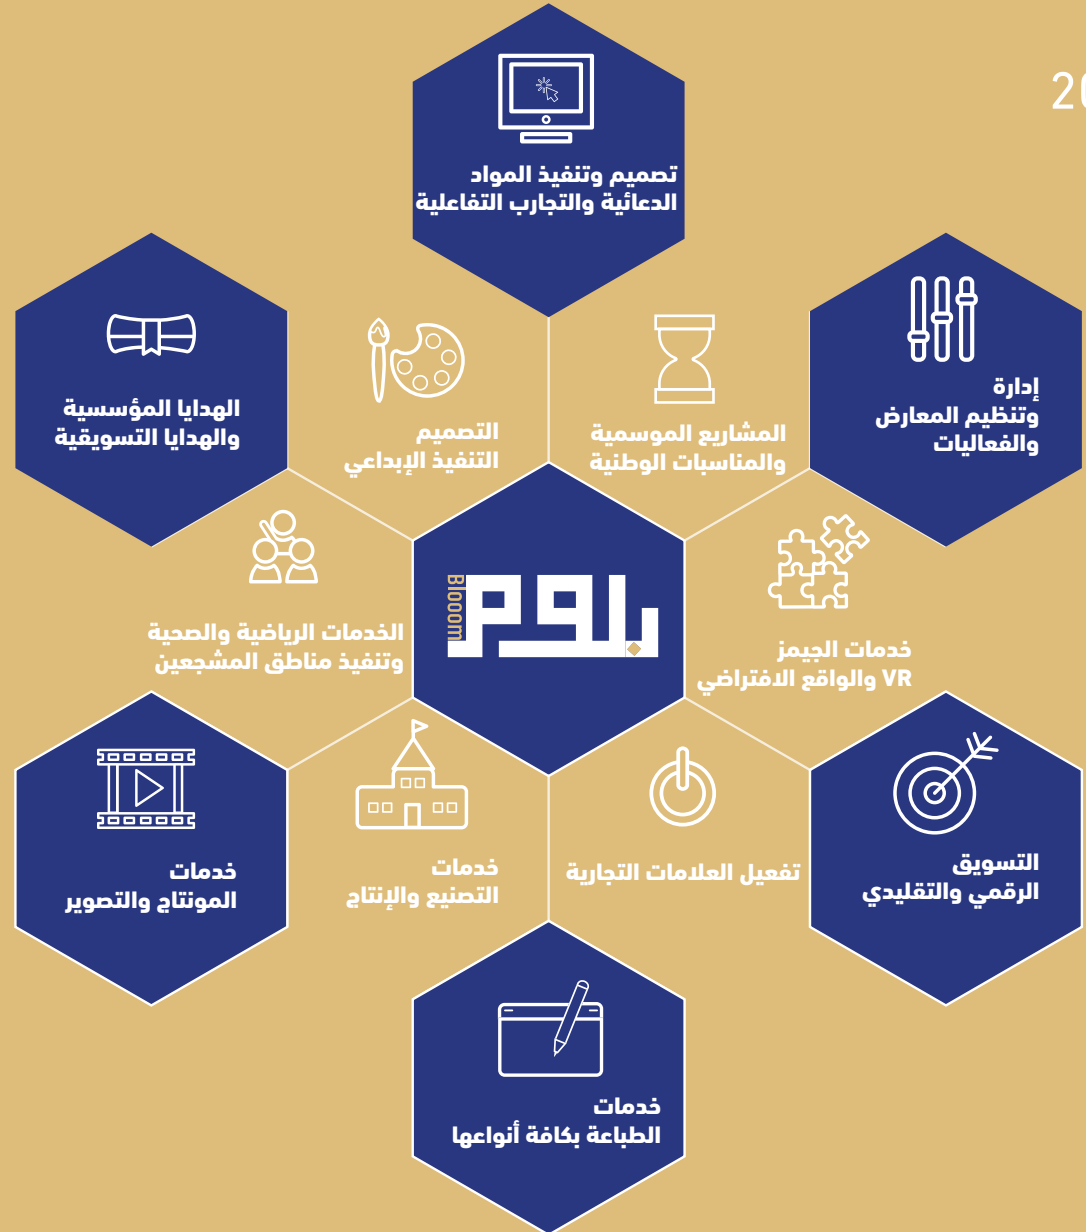 تصميم وتنفيذ المواد
الدعائية والتجارب التفاعلية
إدارة
وتنظيم المعارض
والفعاليات
المشاريع الموسمية
والمناسبات الوطنية
التصميم
التنفيذ الإبداعي
الهدايا المؤسسية
والهدايا التسويقية
خدمات الجيمز
VR والواقع الافتراضي
بلوم
Blooom
الخدمات الرياضية والصحية
وتنفيذ مناطق المشجعين
التسويق
الرقمي والتقليدي
تفعيل العلامات التجارية
خدمات
التصنيع والإنتاج
خدمات
المونتاج والتصوير
خدمات
الطباعة بكافة أنواعها